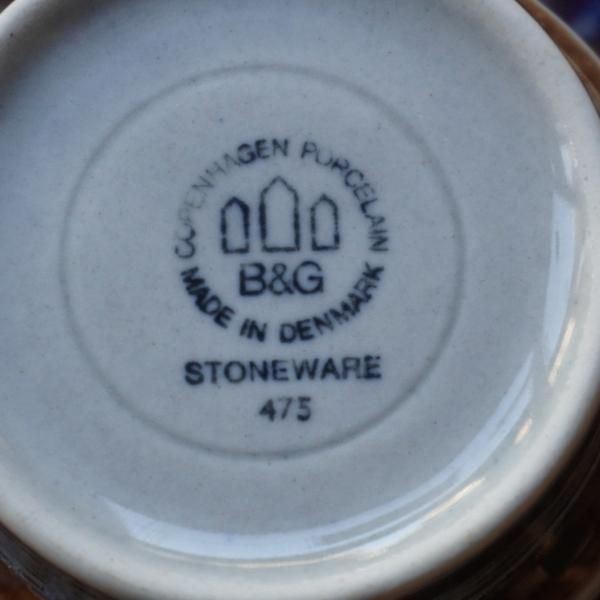 COPENHAGEN PORCELAIN
B&G
MADE IN DENMARK
STONEWARE
475